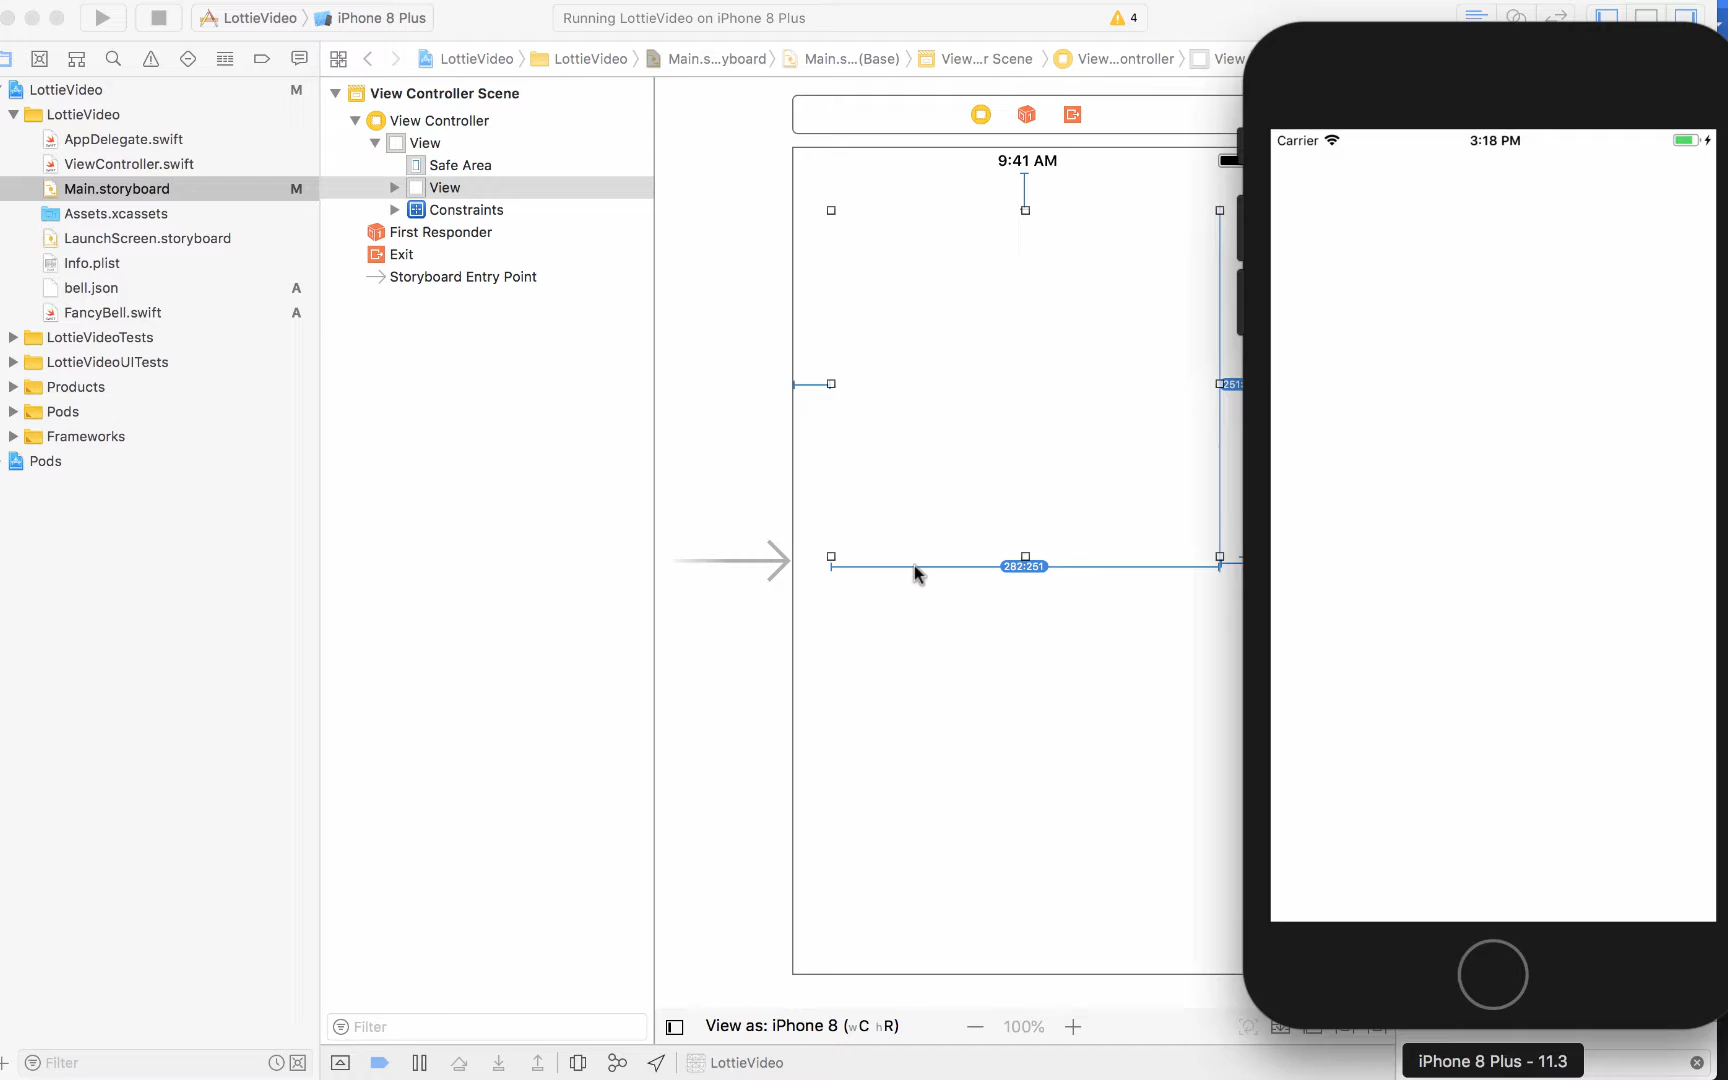 LottieVideo iPhone 8 Plus
Running LottieVideo on iPhone 8 Plus
4
LottieVideo LottieVideo Main.s...yboard Main.s...(Base) View...r Scene View...ontroller View
LottieVideo M
LottieVideo
AppDelegate.swift
ViewController.swift
Main.storyboard M
Assets.xcassets
LaunchScreen.storyboard
Info.plist
bell.json A
FancyBell.swift A
LottieVideoTests
LottieVideoUITests
Products
Pods
Frameworks
Pods
Filter
View Controller Scene
View Controller
View
Safe Area
View
Constraints
First Responder
Exit
Storyboard Entry Point
Filter
9:41 AM
251:
282:251
View as: iPhone 8 (wC hR)
100%
LottieVideo
Carrier 3:18 PM
iPhone 8 Plus - 11.3